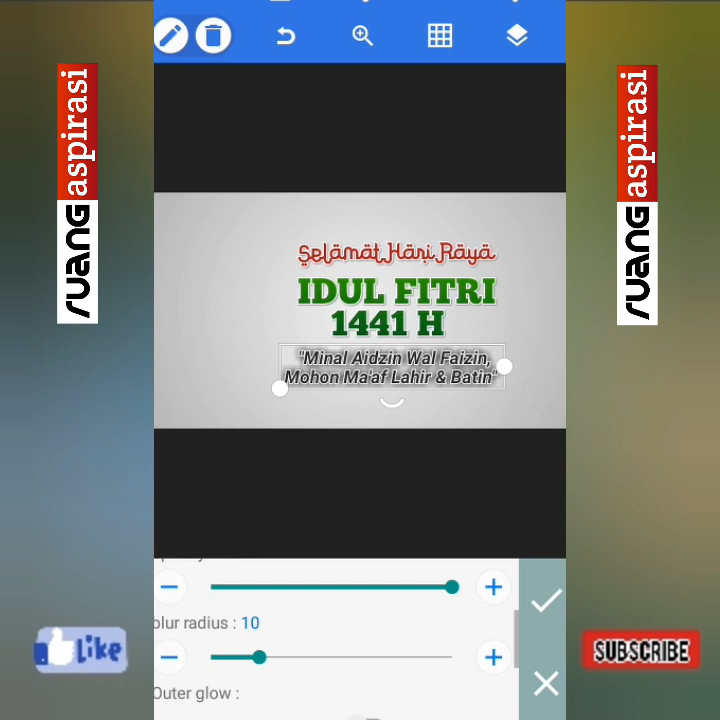 RUANG aspirasi
RUANG aspirasi
Selamat Hari Raya
IDUL FITRI
1441 H
"Minal Aidzin Wal Faizin,
Mohon Ma'af Lahir & Batin"
blur radius : 10
Outer glow :
Like
SUBSCRIBE